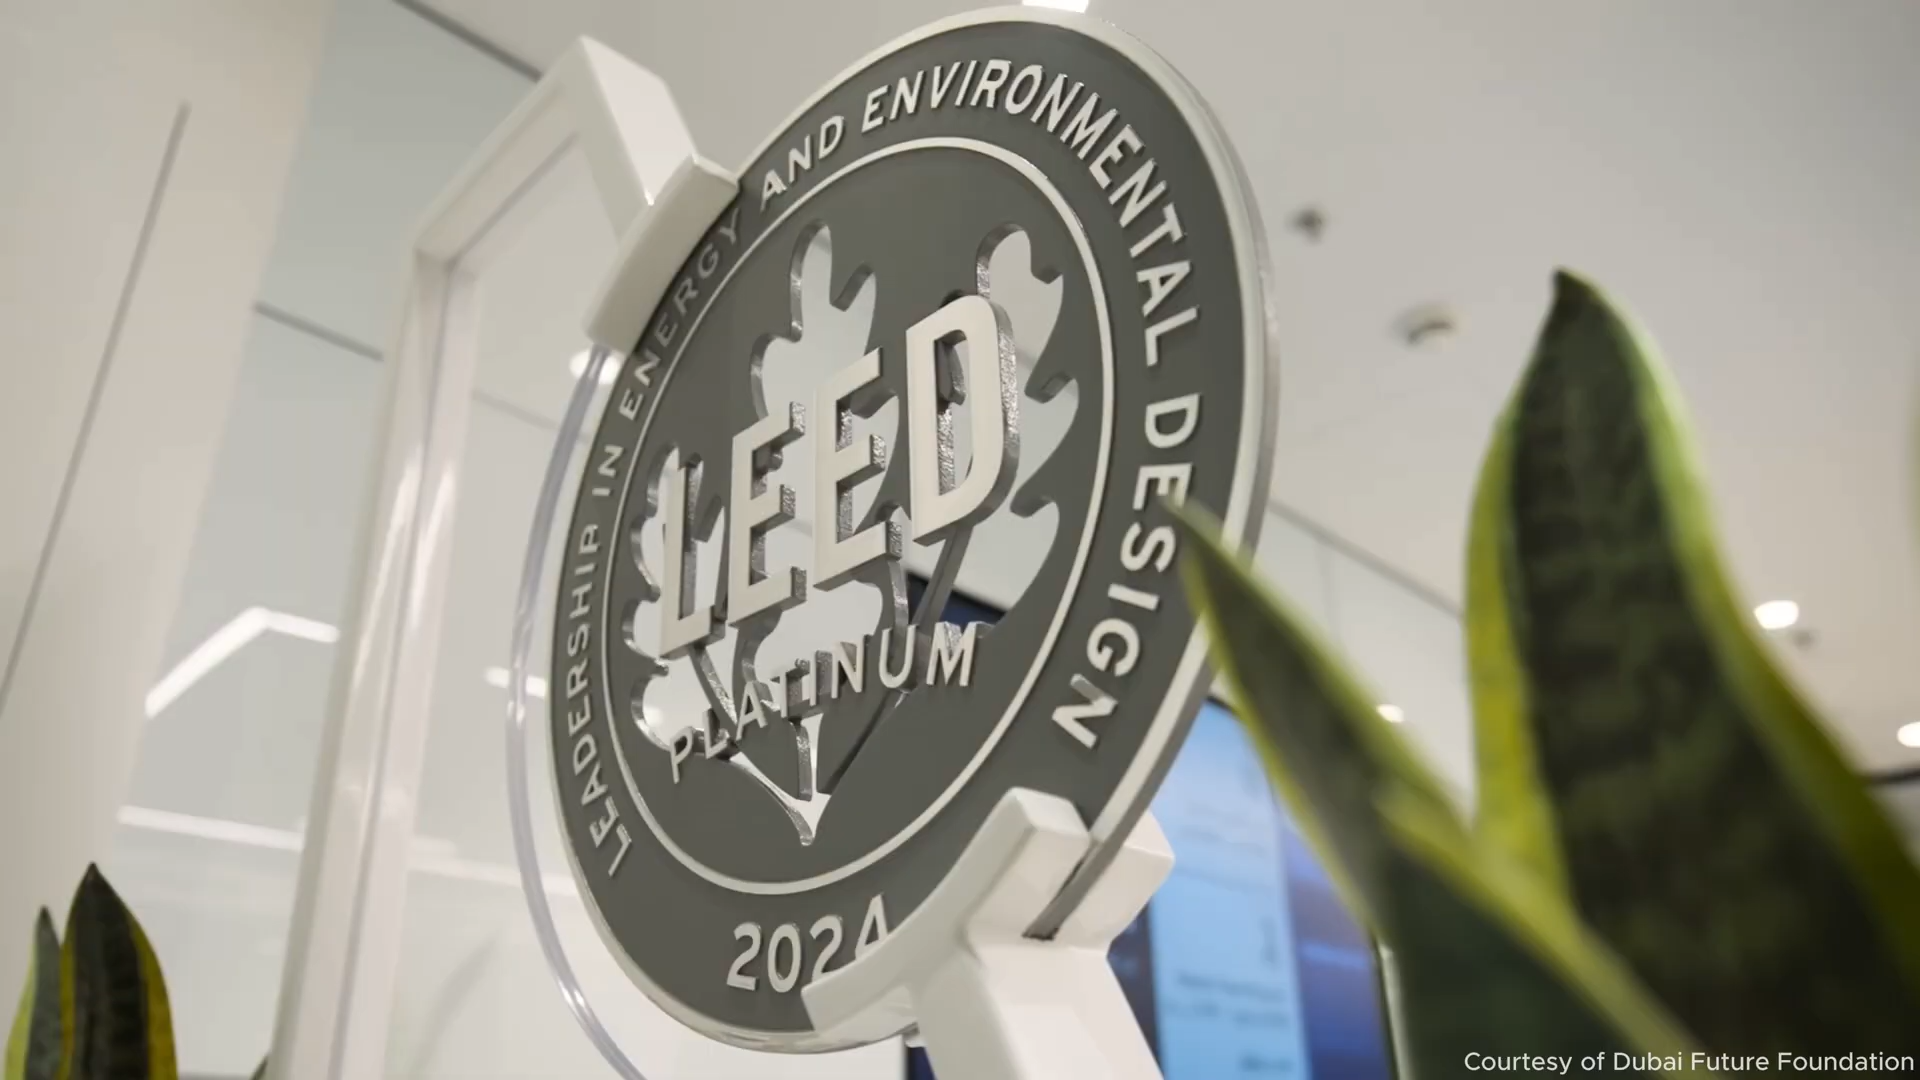 LEADERSHIP IN ENERGY AND ENVIRONMENTAL DESIGN
LEED
PLATINUM
2024
Courtesy of Dubai Future Foundation